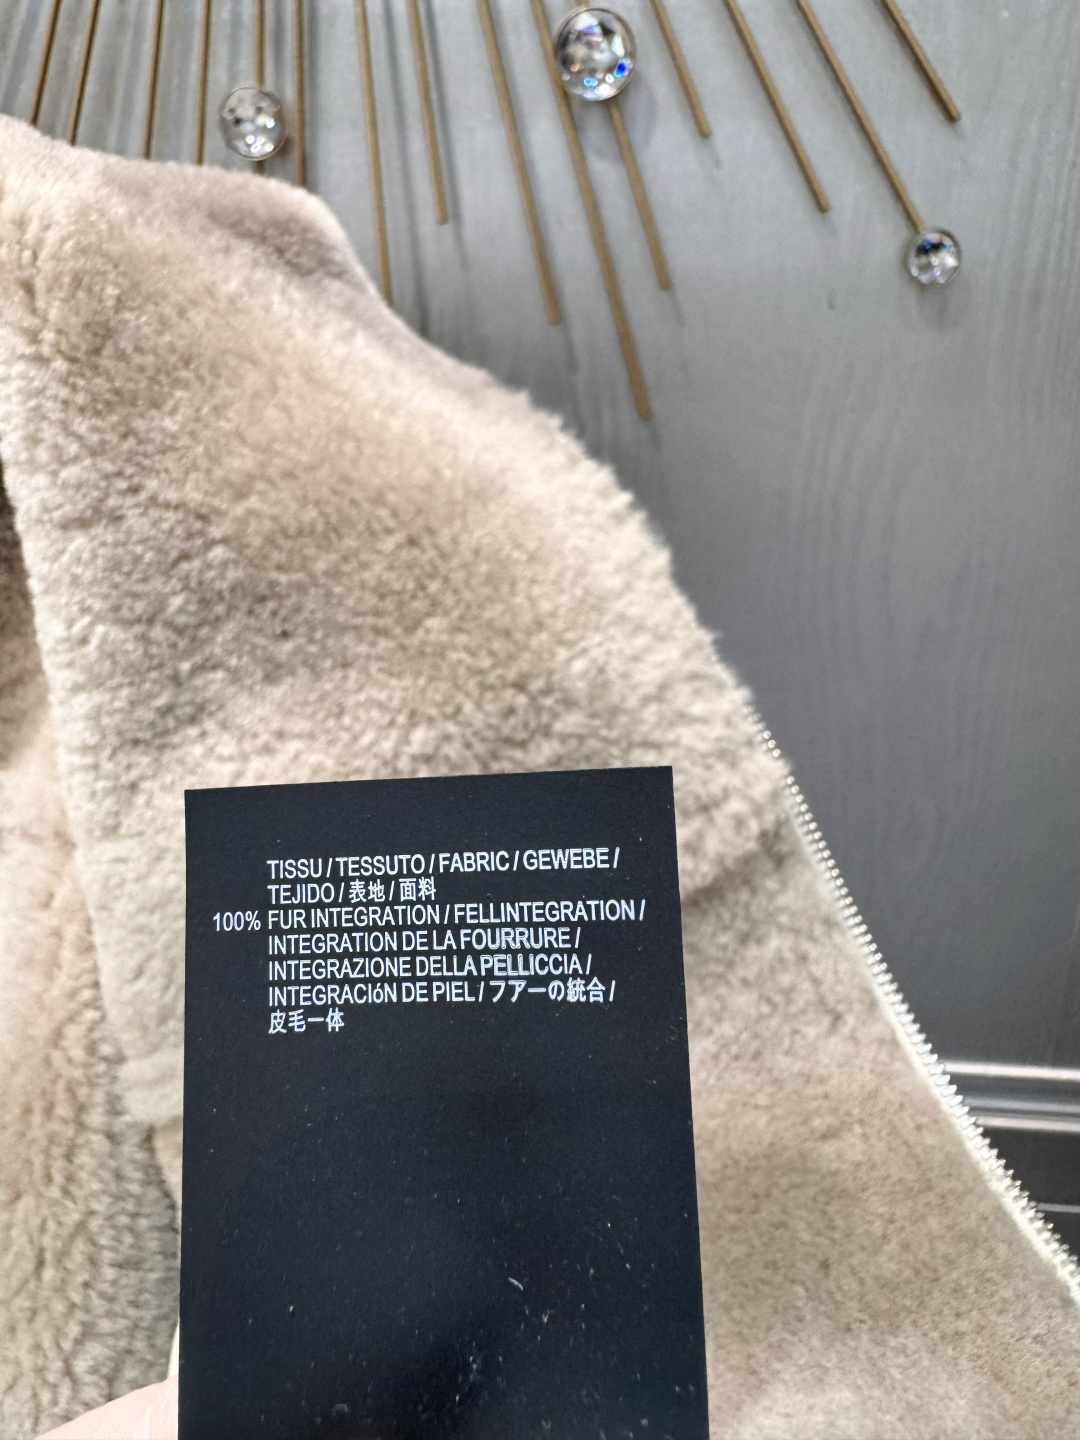 TISSU / TESSUTO / FABRIC / GEWEBE /
TEJIDO / 表地 / 面料
100% FUR INTEGRATION / FELLINTEGRATION /
INTEGRATION DE LA FOURRURE /
INTEGRAZIONE DELLA PELLICCIA /
INTEGRACIóN DE PIEL / フアーの統合 /
皮毛一体